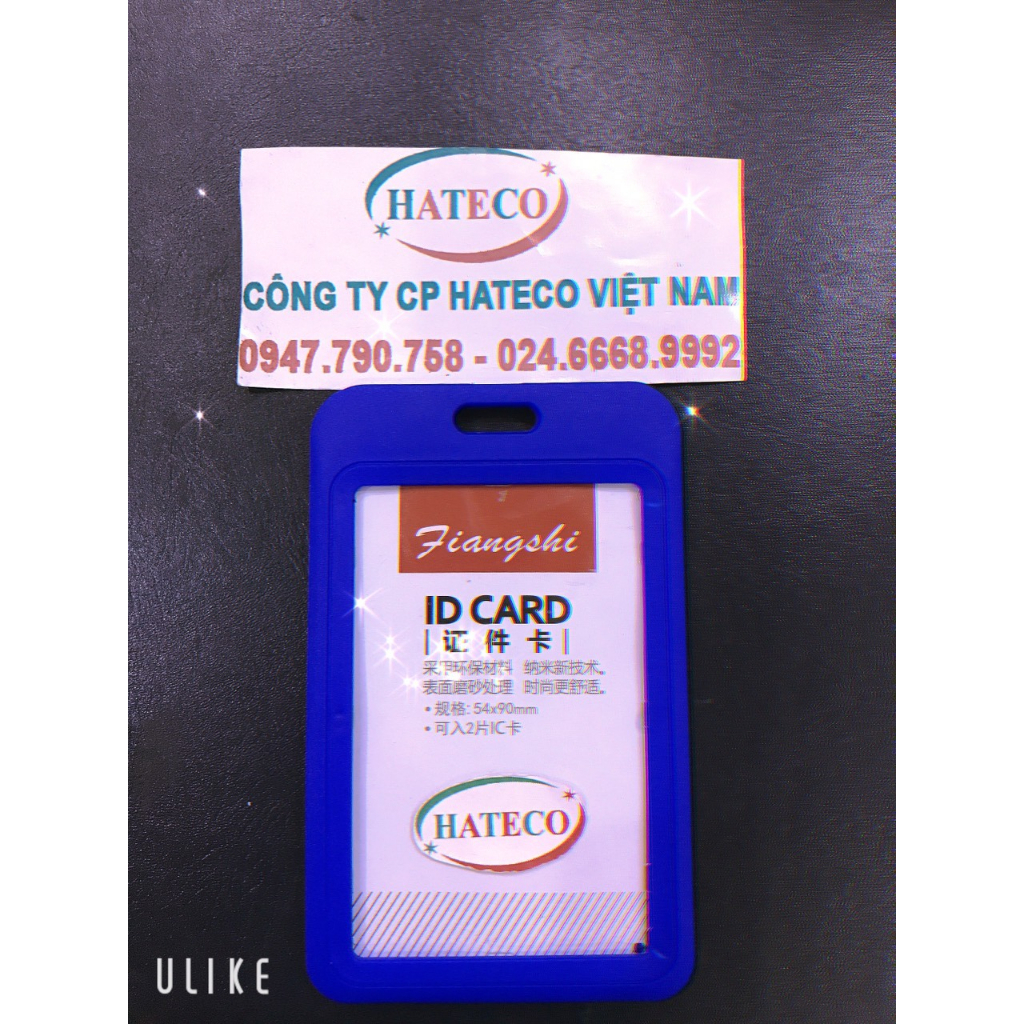 HATECO
CÔNG TY CP HATECO VIỆT NAM
0947.790.758 - 024.6668.9992
Fiangshi
ID CARD
| 证 件 卡 |
采用环保材料 纳米新技术。
表面磨砂处理 时尚更舒适。
• 规格: 54x90mm
• 可入2片IC卡
HATECO
ULIKE